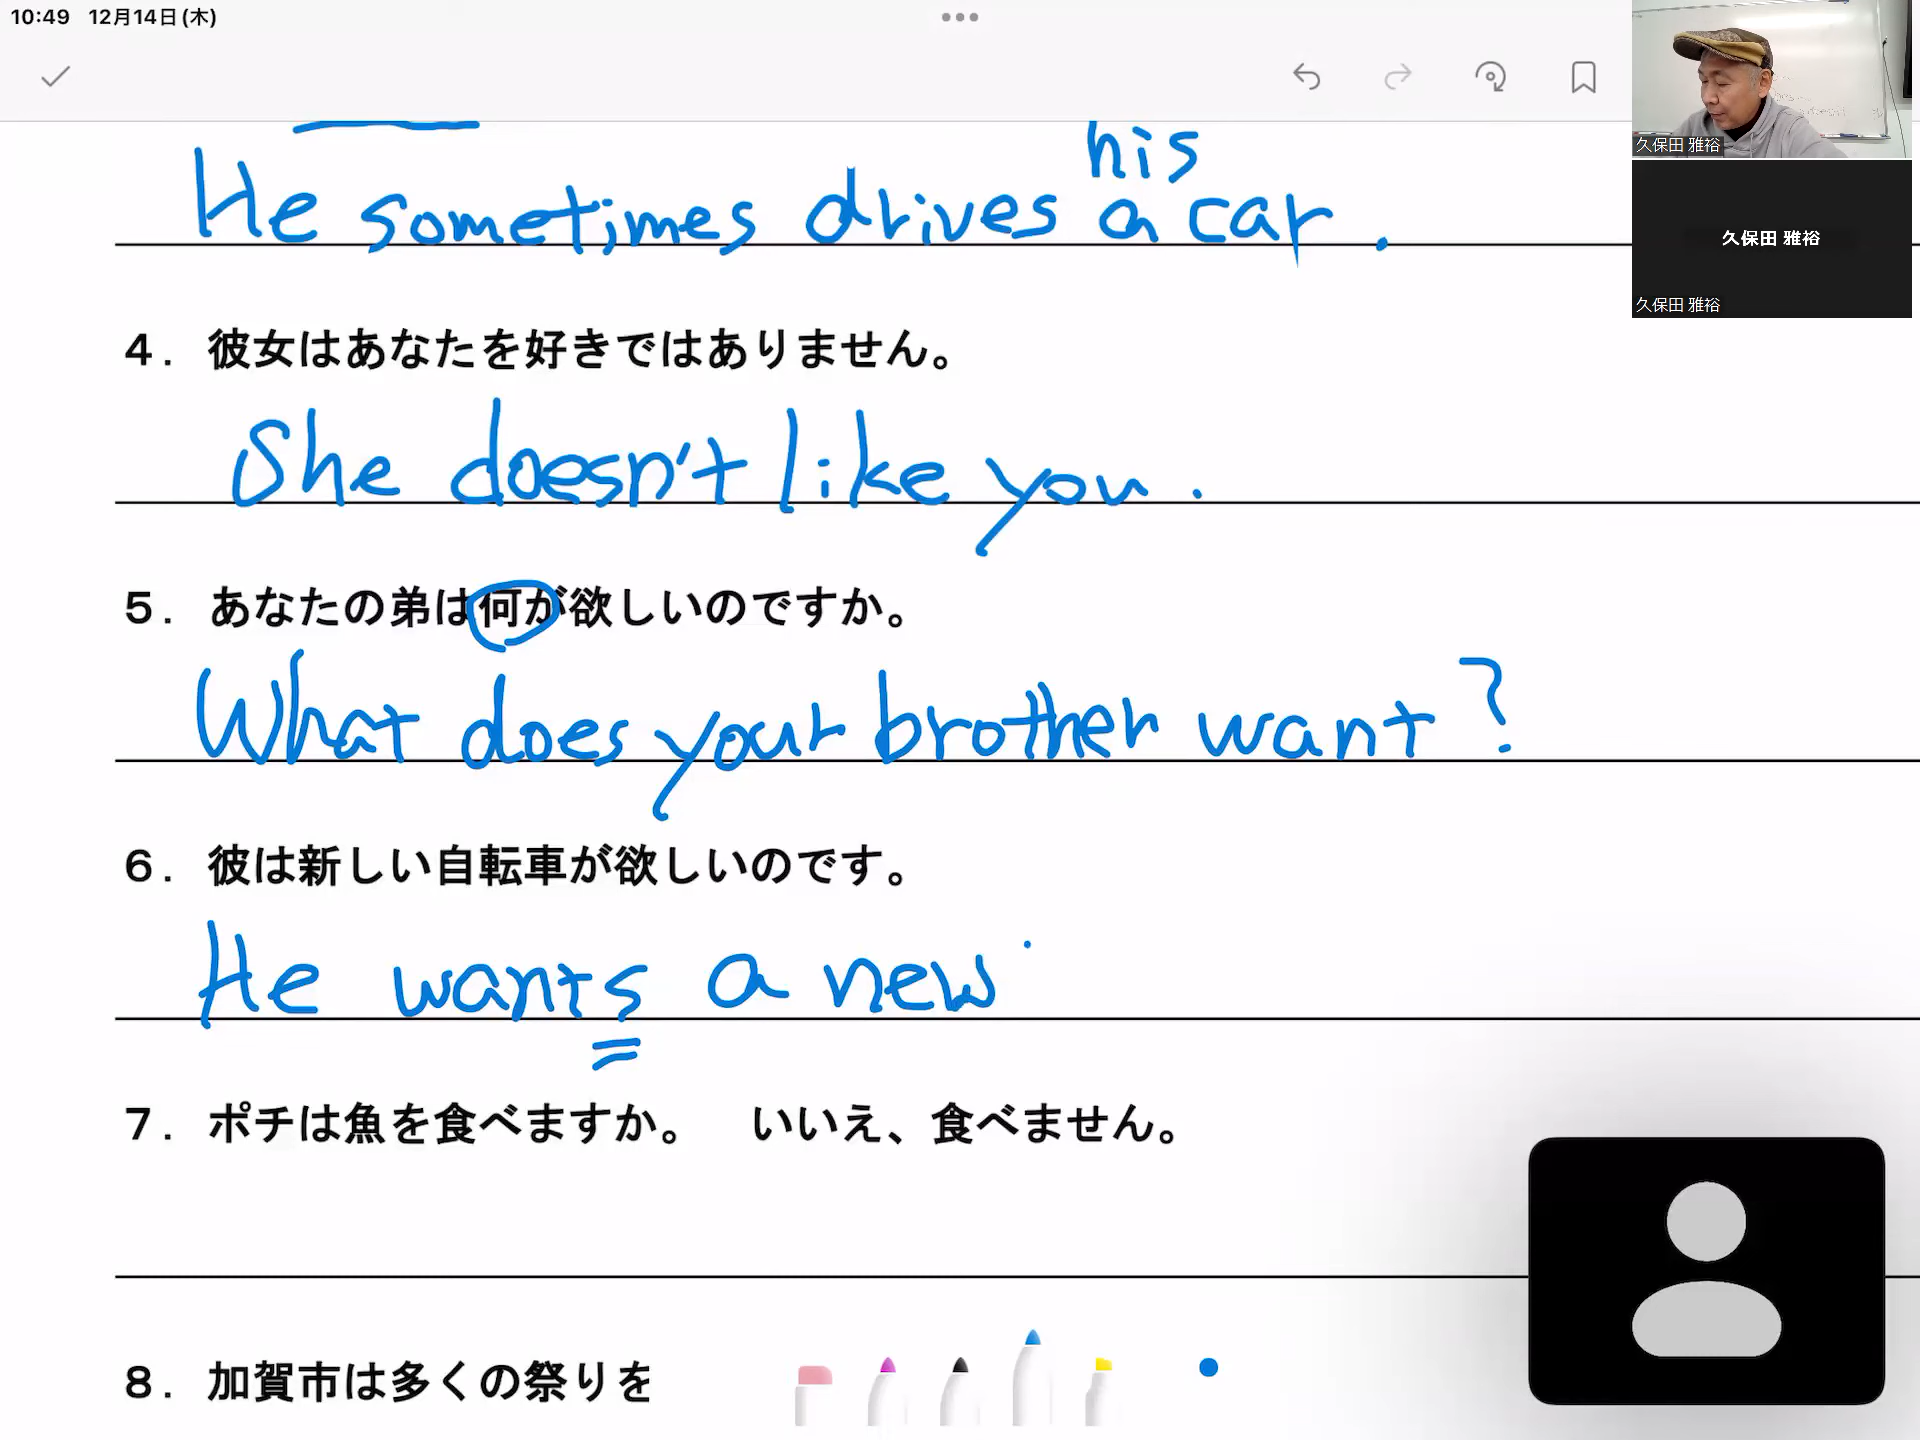 10:49 12月14日(木)
久保田 雅裕
久保田 雅裕
久保田 雅裕
his
He sometimes drives a car.
4. 彼女はあなたを好きではありません。
She doesn't like you.
5. あなたの弟は何が欲しいのですか。
What does your brother want?
6. 彼は新しい自転車が欲しいのです。
He wants a new
7. ポチは魚を食べますか。 いいえ、食べません。
8. 加賀市は多くの祭りを